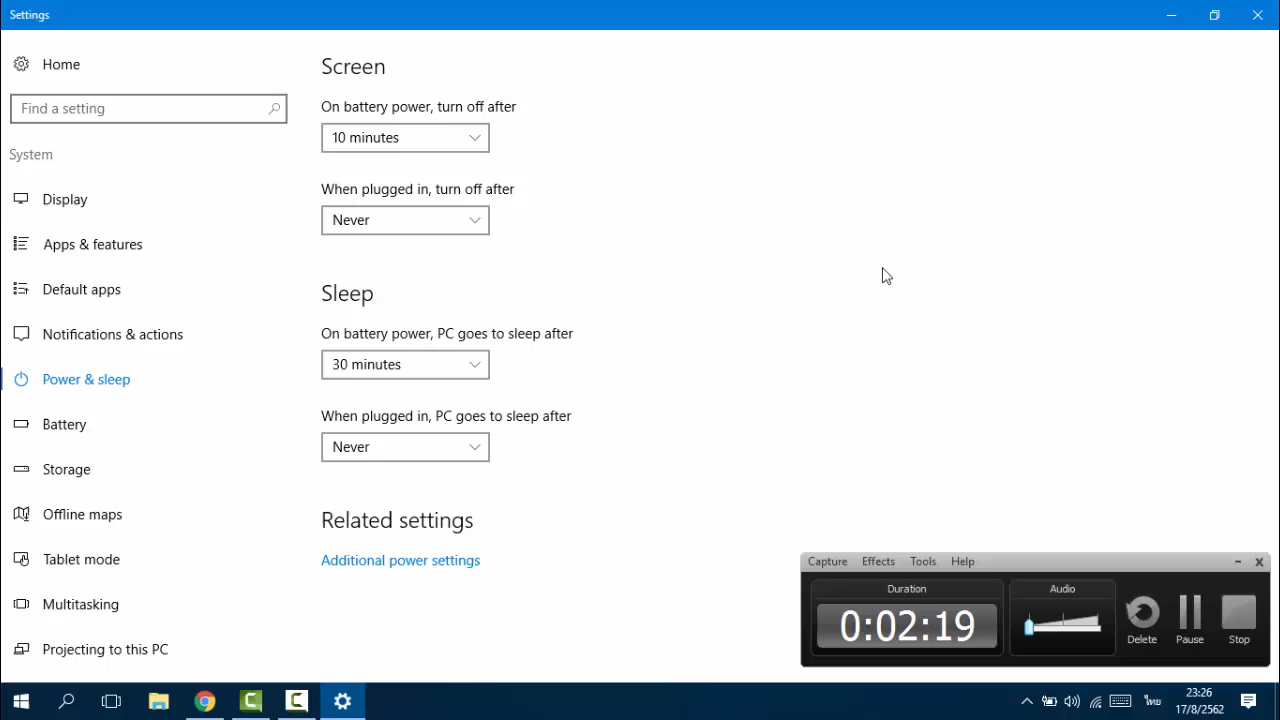 Settings
Home
Find a setting
System
Display
Apps & features
Default apps
Notifications & actions
Power & sleep
Battery
Storage
Offline maps
Tablet mode
Multitasking
Projecting to this PC
Screen
On battery power, turn off after
10 minutes
When plugged in, turn off after
Never
Sleep
On battery power, PC goes to sleep after
30 minutes
When plugged in, PC goes to sleep after
Never
Related settings
Additional power settings
Capture Effects Tools Help
Duration
0:02:19
Audio
Delete Pause Stop
ไทย
23:26
17/8/2562